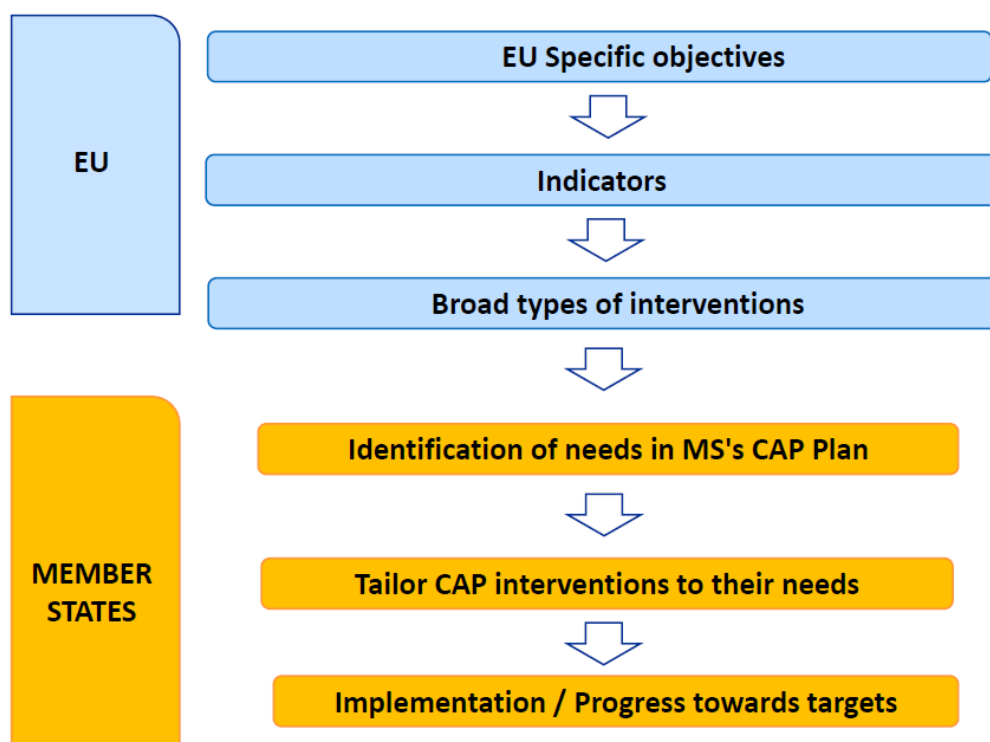 EU
EU Specific objectives
Indicators
Broad types of interventions
MEMBER
STATES
Identification of needs in MS's CAP Plan
Tailor CAP interventions to their needs
Implementation / Progress towards targets